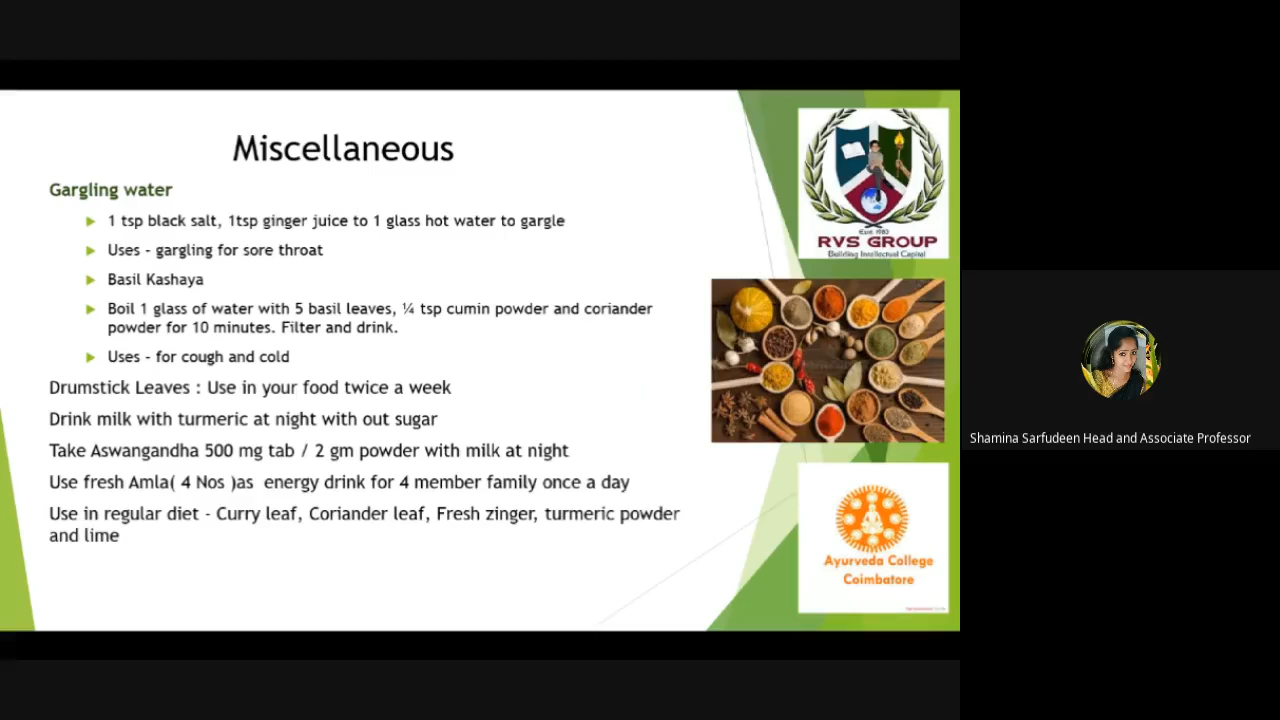 Miscellaneous
Gargling water
1 tsp black salt, 1tsp ginger juice to 1 glass hot water to gargle
Uses - gargling for sore throat
Basil Kashaya
Boil 1 glass of water with 5 basil leaves, ¼ tsp cumin powder and coriander
powder for 10 minutes. Filter and drink.
Uses - for cough and cold
Drumstick Leaves : Use in your food twice a week
Drink milk with turmeric at night with out sugar
Take Aswangandha 500 mg tab / 2 gm powder with milk at night
Use fresh Amla( 4 Nos )as energy drink for 4 member family once a day
Use in regular diet - Curry leaf, Coriander leaf, Fresh zinger, turmeric powder
and lime
Estd 1983
RVS GROUP
Building Intellectual Capital
Ayurveda College
Coimbatore
Shamina Sarfudeen Head and Associate Professor